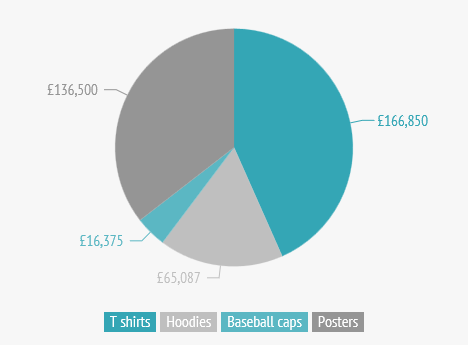 £136,500
£166,850
£16,375
£65,087
T shirts Hoodies Baseball caps Posters